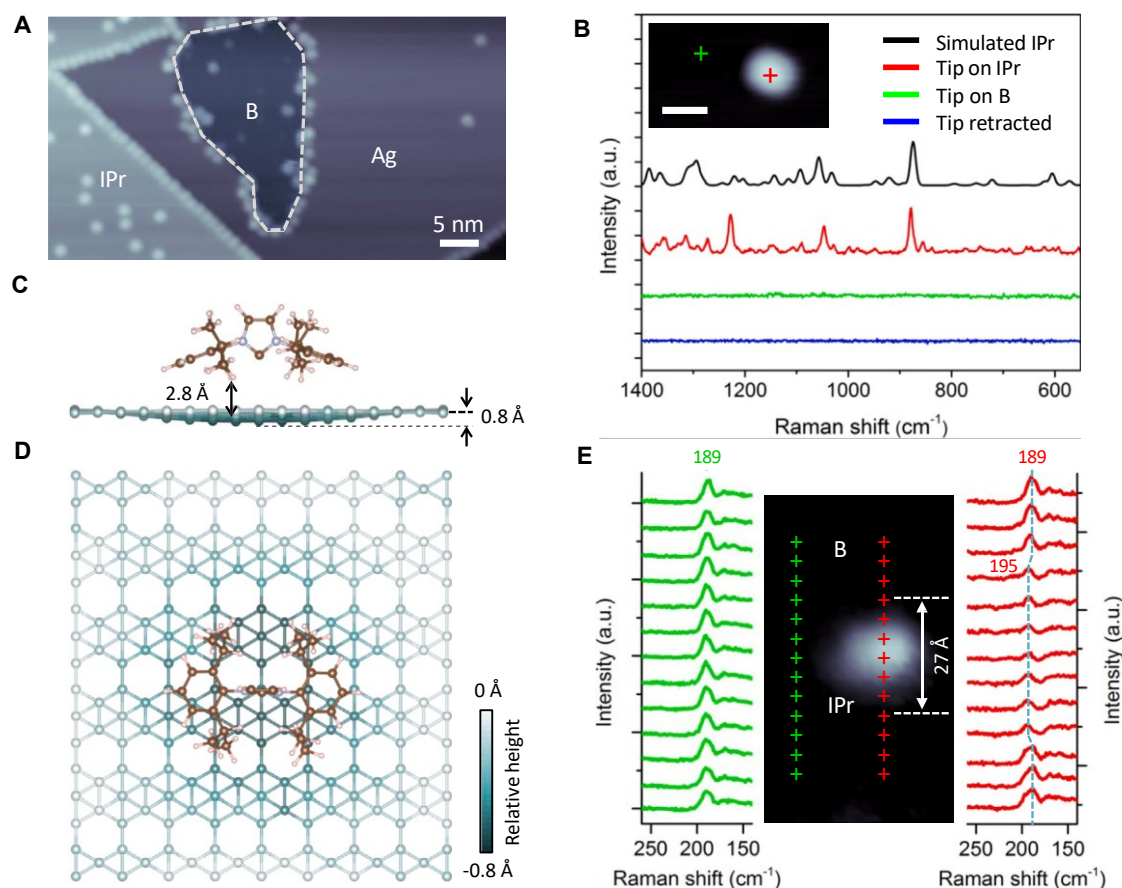 A
B
Ag
IPr
5 nm
B
Simulated IPr
Tip on IPr
Tip on B
Tip retracted
Intensity (a.u.)
1400 1200 1000 800 600
Raman shift (cm-1)
C
2.8 Å
0.8 Å
D
0 Å
Relative height
-0.8 Å
E
189
Intensity (a.u.)
250 200 150
Raman shift (cm-1)
B
27 Å
IPr
189
195
Intensity (a.u.)
250 200 150
Raman shift (cm-1)
Intensity (a.u.)